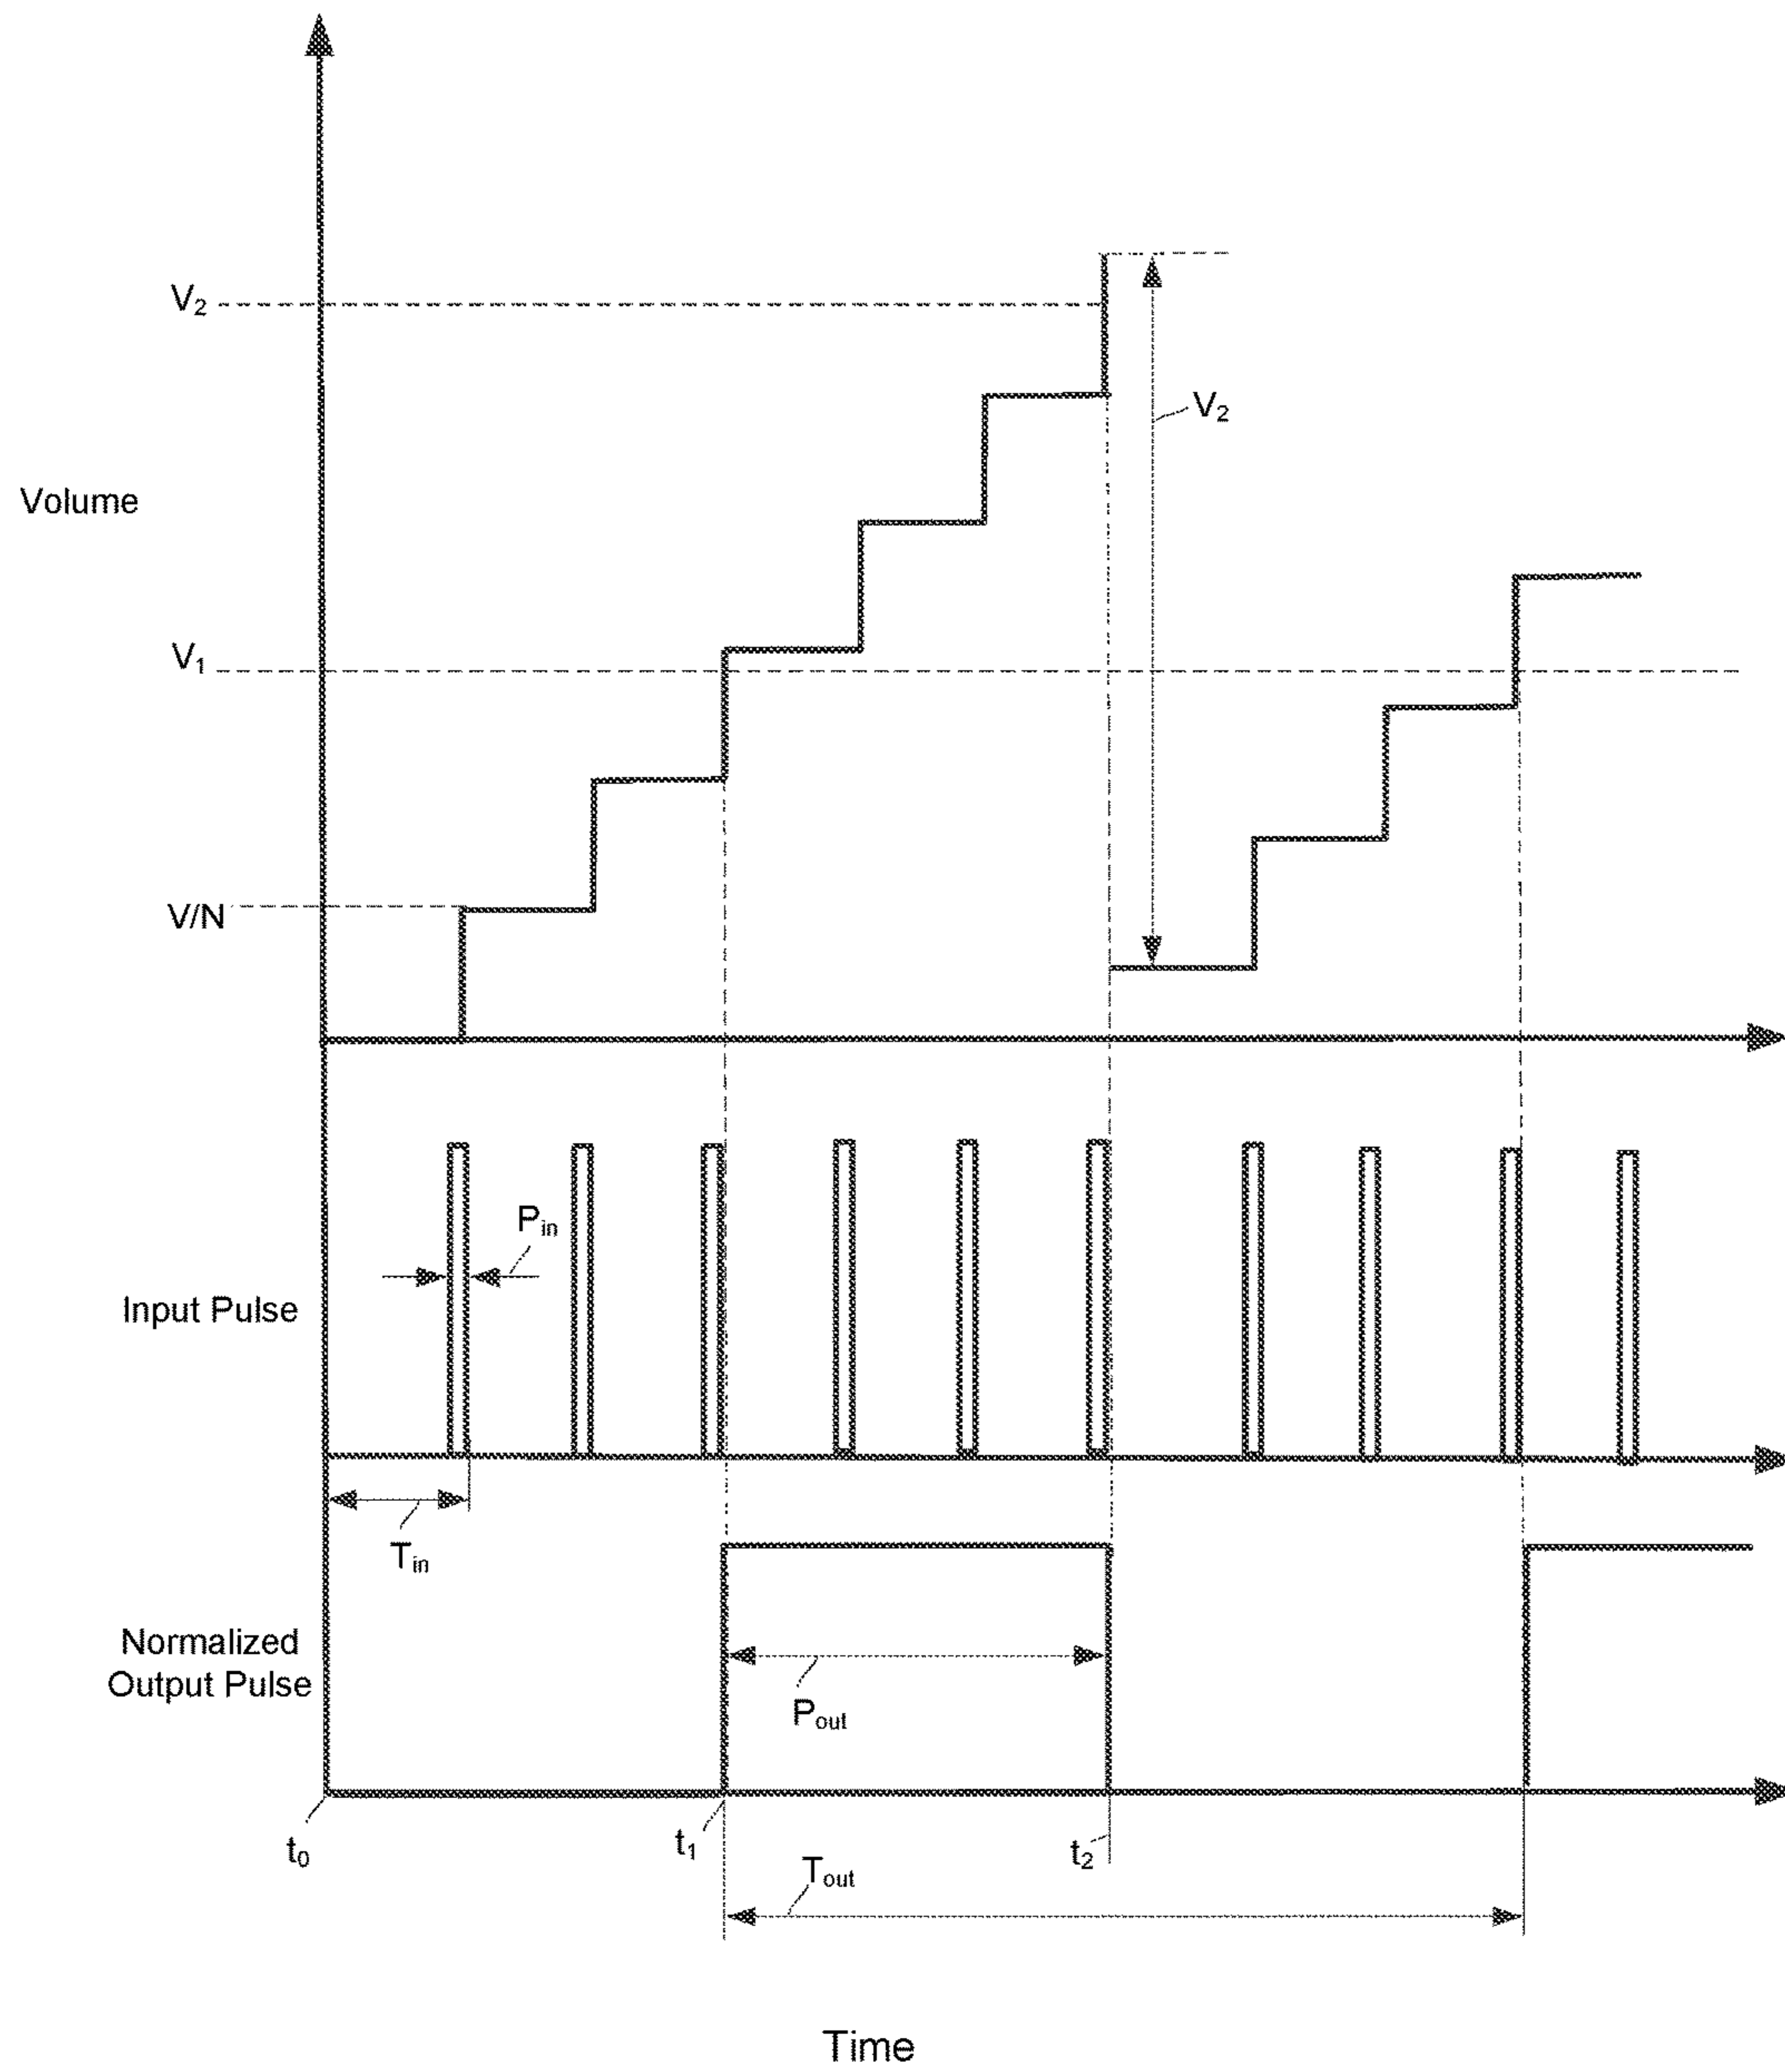 V₂
V₂
Volume
V₁
V/N
Pᵢₙ
Input Pulse
Tᵢₙ
Normalized
Output Pulse
Pₒᵤₜ
t₀
t₁
t₂
Tₒᵤₜ
Time